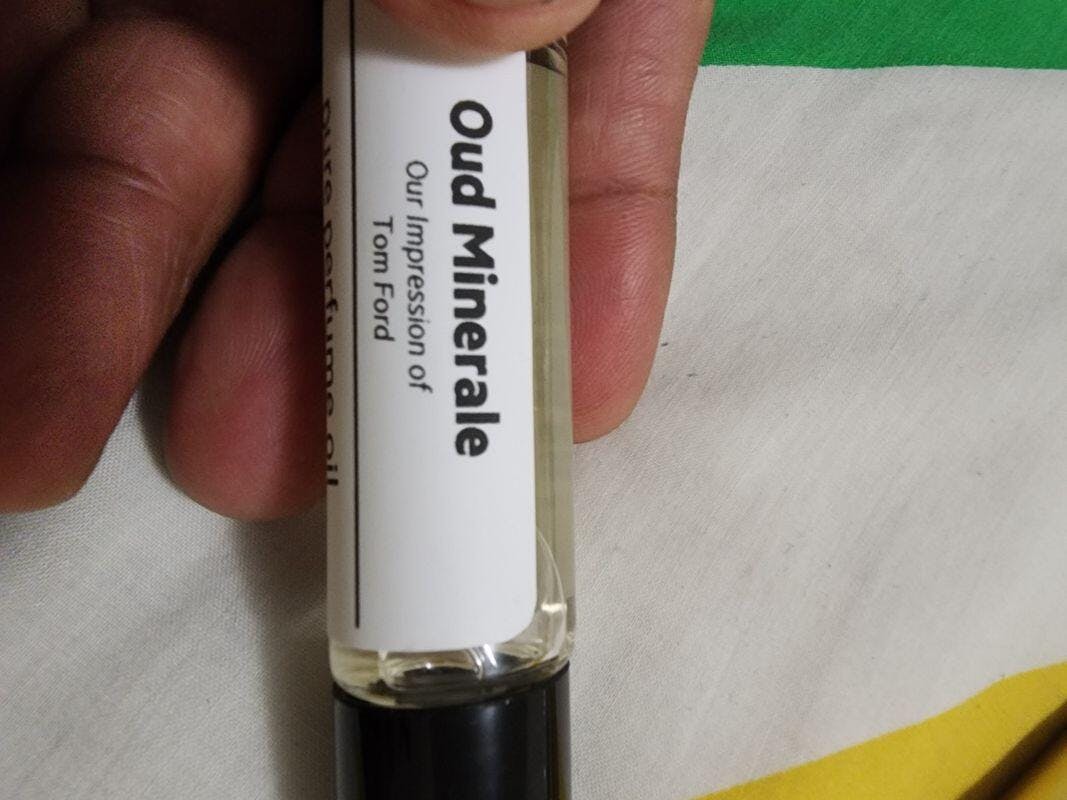 Oud Minerale
Our Impression of
Tom Ford
pure perfume oil